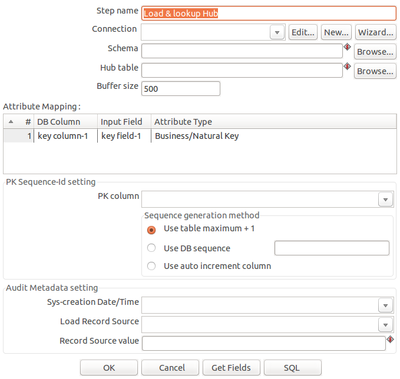 Step name Load & lookup Hub
Connection Edit... New... Wizard...
Schema Browse...
Hub table Browse...
Buffer size 500
Attribute Mapping:
# DB Column Input Field Attribute Type
1 key column-1 key field-1 Business/Natural Key
PK Sequence-Id setting
PK column
Sequence generation method
Use table maximum + 1
Use DB sequence
Use auto increment column
Audit Metadata setting
Sys-creation Date/Time
Load Record Source
Record Source value
OK Cancel Get Fields SQL